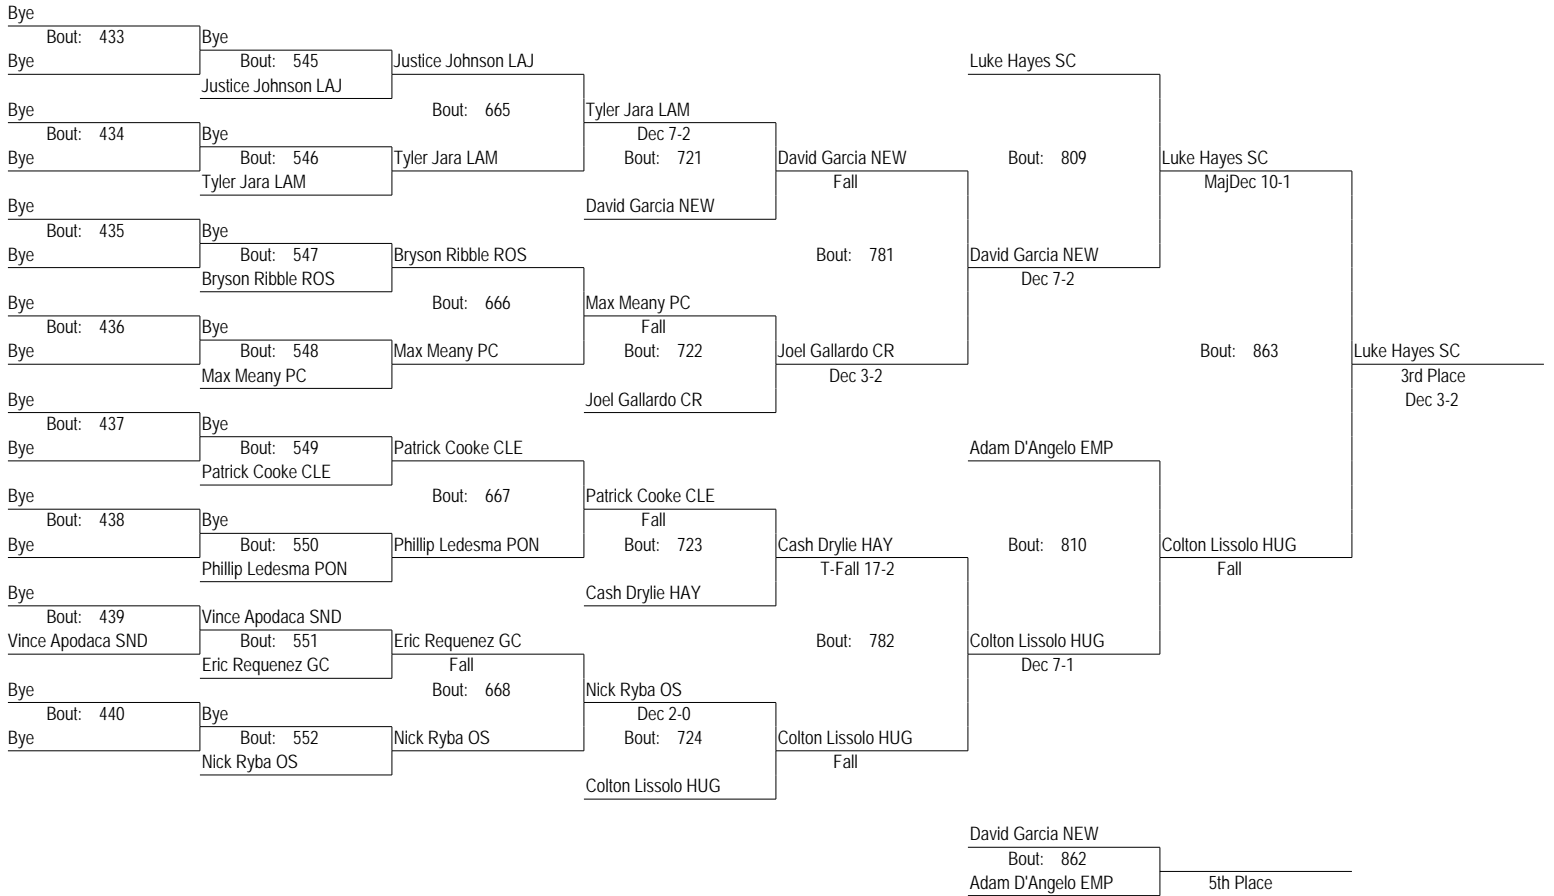 Bye
Bout: 433 Bye
Bye Bout: 545 Justice Johnson LAJ Luke Hayes SC
Justice Johnson LAJ
Bye Bout: 665 Tyler Jara LAM
Bout: 434 Bye Dec 7-2
Bye Bout: 546 Tyler Jara LAM Bout: 721 David Garcia NEW Bout: 809 Luke Hayes SC
Tyler Jara LAM Fall MajDec 10-1
Bye David Garcia NEW
Bout: 435 Bye
Bye Bout: 547 Bryson Ribble ROS Bout: 781 David Garcia NEW
Bryson Ribble ROS Dec 7-2
Bye Bout: 666 Max Meany PC
Bout: 436 Bye Fall
Bye Bout: 548 Max Meany PC Bout: 722 Joel Gallardo CR Bout: 863 Luke Hayes SC
Max Meany PC Dec 3-2 3rd Place
Bye Joel Gallardo CR Dec 3-2
Bout: 437 Bye
Bye Bout: 549 Patrick Cooke CLE Adam D'Angelo EMP
Patrick Cooke CLE
Bye Bout: 667 Patrick Cooke CLE
Bout: 438 Bye Fall
Bye Bout: 550 Phillip Ledesma PON Bout: 723 Cash Drylie HAY Bout: 810 Colton Lissolo HUG
Phillip Ledesma PON T-Fall 17-2 Fall
Bye Cash Drylie HAY
Bout: 439 Vince Apodaca SND
Vince Apodaca SND Bout: 551 Eric Requenez GC Bout: 782 Colton Lissolo HUG
Eric Requenez GC Fall Dec 7-1
Bye Bout: 668 Nick Ryba OS
Bout: 440 Bye Dec 2-0
Bye Bout: 552 Nick Ryba OS Bout: 724 Colton Lissolo HUG
Nick Ryba OS Fall
Colton Lissolo HUG
David Garcia NEW
Bout: 862
Adam D'Angelo EMP 5th Place